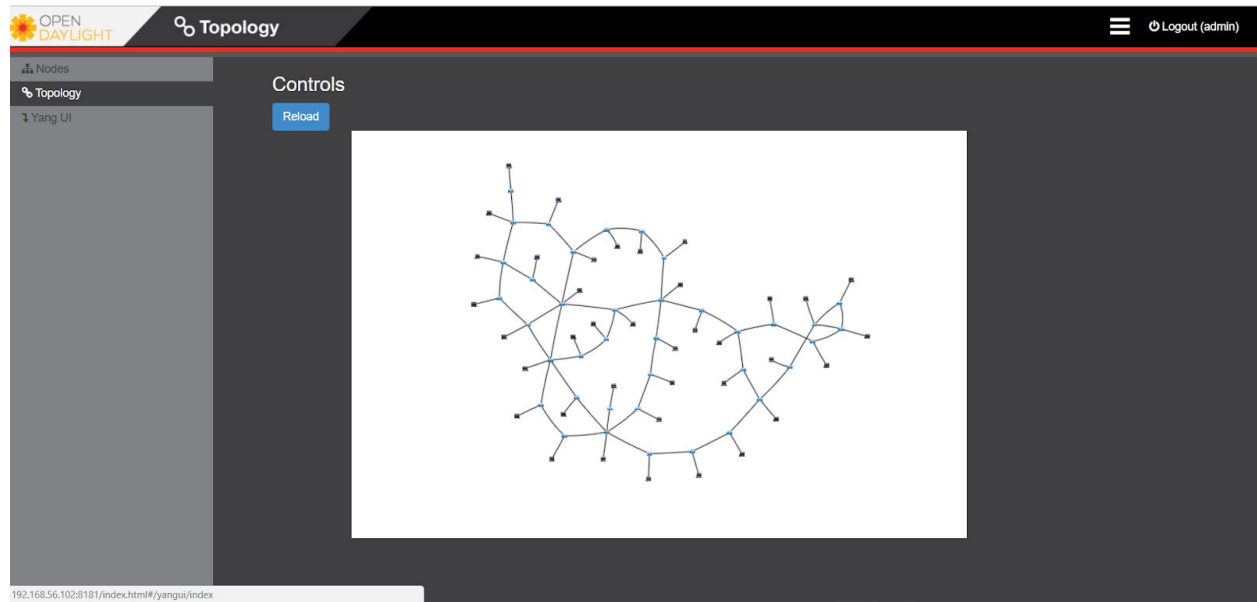 OPEN
DAYLIGHT
Topology
Logout (admin)
Nodes
Topology
Yang UI
Controls
Reload
192.168.56.102:8181/index.html#/yangui/index